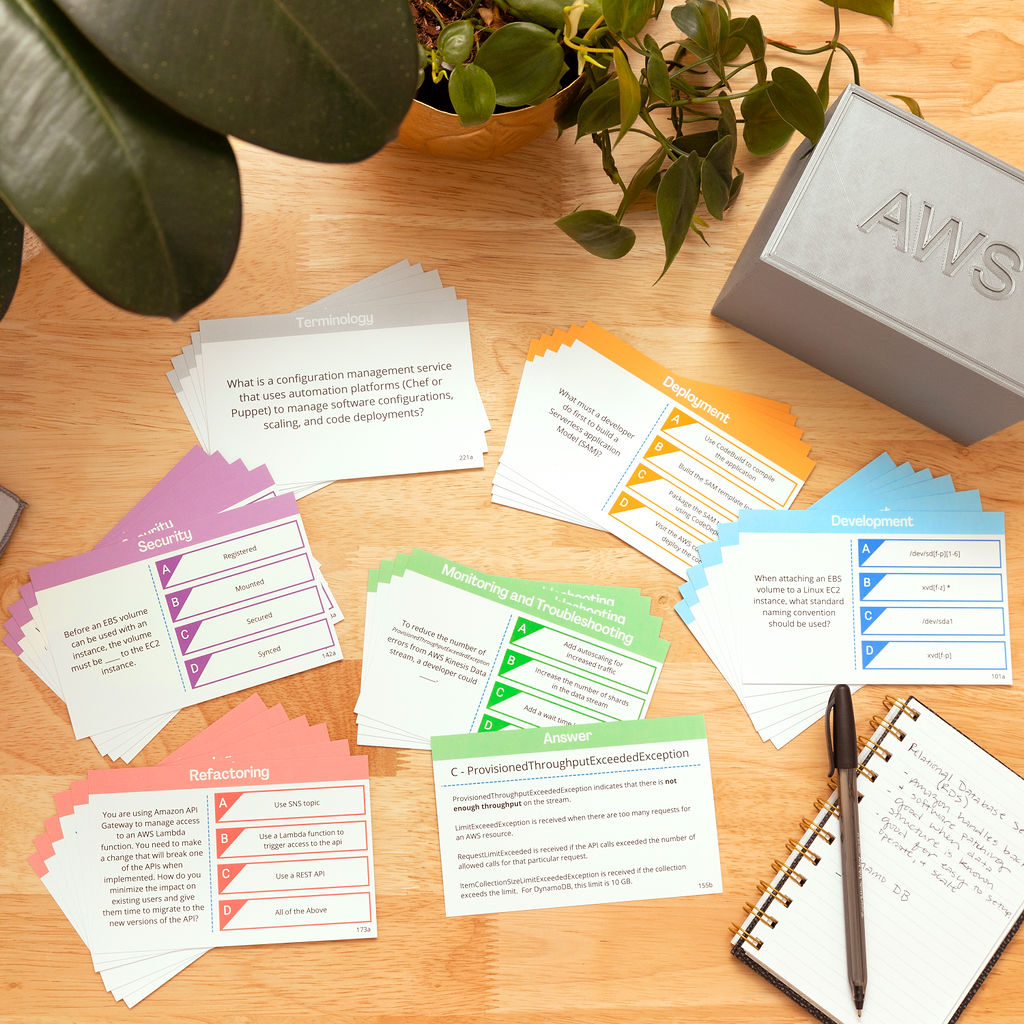 AWS
Terminology
What is a configuration management service
that uses automation platforms (Chef or
Puppet) to manage software configurations,
scaling, and code deployments?
221a
Deployment
What must a developer
do first to build a
Serverless application
Model (SAM)?
A
Use CodeBuild to compile
the application
B
Build the SAM template
C
Package the SAM
using
D
Visit the AWS
deploy the
Security
Security
Before an EBS volume
can be used with an
instance, the volume
must be ____ to the EC2
instance.
A
Registered
B
Mounted
C
Secured
D
Synced
142a
Development
When attaching an EBS
volume to a Linux EC2
instance, what standard
naming convention
should be used?
A
/dev/sd[f-p][1-6]
B
xvd[f-z] *
C
/dev/sda1
D
xvd[f-p]
101a
Monitoring and Troubleshooting
To reduce the number of
ProvisionedThroughputExceededException
errors from AWS Kinesis Data
stream, a developer could
____.
A
Add autoscaling for
increased traffic
B
Increase the number of shards
in the data stream
C
Add a wait time
D
Answer
C - ProvisionedThroughputExceededException
ProvisionedThroughputExceededException indicates that there is not
enough throughput on the stream.
LimitExceededException is received when there are too many requests for
an AWS resource.
RequestLimitExceeded is received if the API calls exceeded the number of
allowed calls for that particular request.
ItemCollectionSizeLimitExceededException is received if the collection
exceeds the limit. For DynamoDB, this limit is 10 GB.
155b
Refactoring
You are using Amazon API
Gateway to manage access
to an AWS Lambda
function. You need to make
a change that will break one
of the APIs when
implemented. How do you
minimize the impact on
existing users and give
them time to migrate to the
new versions of the API?
A
Use SNS topic
B
Use a Lambda function to
trigger access to the api
C
Use a REST API
D
All of the Above
173a
Relational Database
(RDS)
- amazon handles
+ software patching
- good when data
structure is known
- good for easy to setup
+ scale
DB